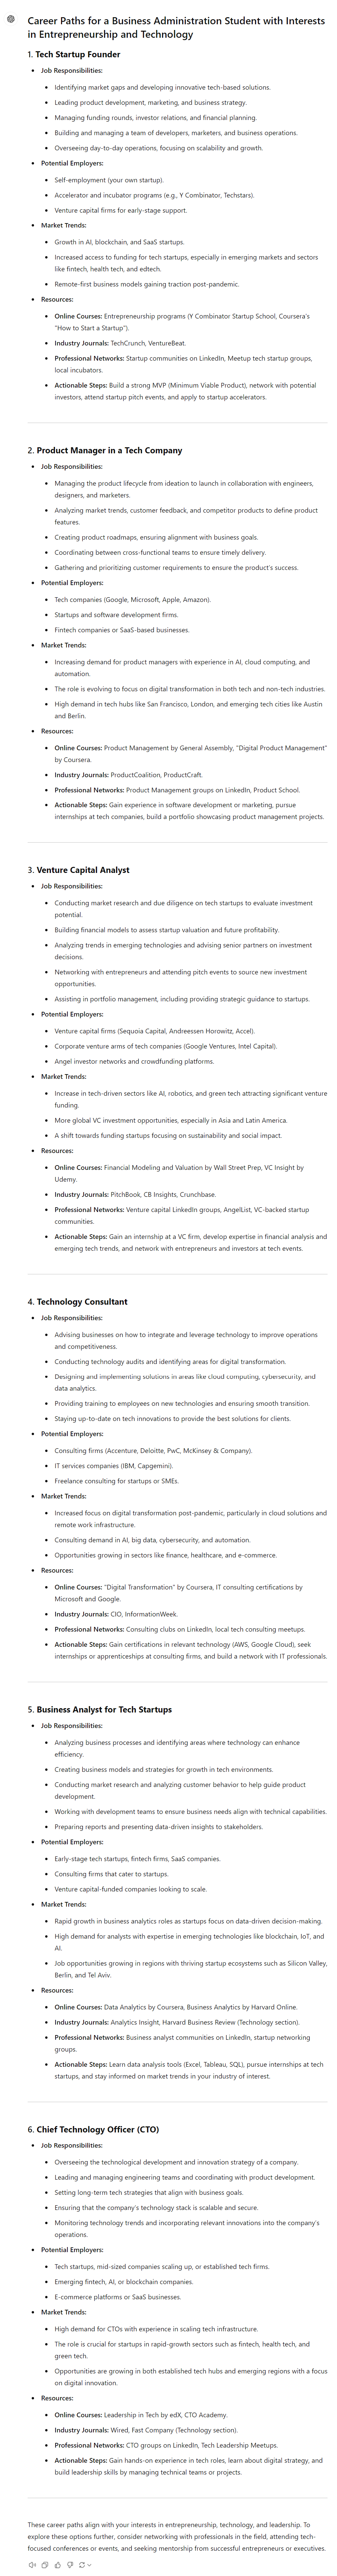 Career Paths for a Business Administration Student with Interests
in Entrepreneurship and Technology
1. Tech Startup Founder
Job Responsibilities:
Identifying market gaps and developing innovative tech-based solutions.
Leading product development, marketing, and business strategy.
Managing funding rounds, investor relations, and financial planning.
Building and managing a team of developers, marketers, and business operations.
Overseeing day-to-day operations, focusing on scalability and growth.
Potential Employers:
Self-employment (your own startup).
Accelerator and incubator programs (e.g., Y Combinator, Techstars).
Venture capital firms for early-stage support.
Market Trends:
Growth in AI, blockchain, and SaaS startups.
Increased access to funding for tech startups, especially in emerging markets and sectors
like fintech, health tech, and edtech.
Remote-first business models gaining traction post-pandemic.
Resources:
Online Courses: Entrepreneurship programs (Y Combinator Startup School, Coursera's
"How to Start a Startup").
Industry Journals: TechCrunch, VentureBeat.
Professional Networks: Startup communities on LinkedIn, Meetup tech startup groups,
local incubators.
Actionable Steps: Build a strong MVP (Minimum Viable Product), network with potential
investors, attend startup pitch events, and apply to startup accelerators.
2. Product Manager in a Tech Company
Job Responsibilities:
Managing the product lifecycle from ideation to launch in collaboration with engineers,
designers, and marketers.
Analyzing market trends, customer feedback, and competitor products to define product
features.
Creating product roadmaps, ensuring alignment with business goals.
Coordinating between cross-functional teams to ensure timely delivery.
Gathering and prioritizing customer requirements to ensure the product's success.
Potential Employers:
Tech companies (Google, Microsoft, Apple, Amazon).
Startups and software development firms.
Fintech companies or SaaS-based businesses.
Market Trends:
Increasing demand for product managers with experience in AI, cloud computing, and
automation.
The role is evolving to focus on digital transformation in both tech and non-tech industries.
High demand in tech hubs like San Francisco, London, and emerging tech cities like Austin
and Berlin.
Resources:
Online Courses: Product Management by General Assembly, "Digital Product Management"
by Coursera.
Industry Journals: ProductCoalition, ProductCraft.
Professional Networks: Product Management groups on LinkedIn, Product School.
Actionable Steps: Gain experience in software development or marketing, pursue
internships at tech companies, build a portfolio showcasing product management projects.
3. Venture Capital Analyst
Job Responsibilities:
Conducting market research and due diligence on tech startups to evaluate investment
potential.
Building financial models to assess startup valuation and future profitability.
Analyzing trends in emerging technologies and advising senior partners on investment
decisions.
Networking with entrepreneurs and attending pitch events to source new investment
opportunities.
Assisting in portfolio management, including providing strategic guidance to startups.
Potential Employers:
Venture capital firms (Sequoia Capital, Andreessen Horowitz, Accel).
Corporate venture arms of tech companies (Google Ventures, Intel Capital).
Angel investor networks and crowdfunding platforms.
Market Trends:
Increase in tech-driven sectors like AI, robotics, and green tech attracting significant venture
funding.
More global VC investment opportunities, especially in Asia and Latin America.
A shift towards funding startups focusing on sustainability and social impact.
Resources:
Online Courses: Financial Modeling and Valuation by Wall Street Prep, VC Insight by
Udemy.
Industry Journals: PitchBook, CB Insights, Crunchbase.
Professional Networks: Venture capital LinkedIn groups, AngelList, VC-backed startup
communities.
Actionable Steps: Gain an internship at a VC firm, develop expertise in financial analysis and
emerging tech trends, and network with entrepreneurs and investors at tech events.
4. Technology Consultant
Job Responsibilities:
Advising businesses on how to integrate and leverage technology to improve operations
and competitiveness.
Conducting technology audits and identifying areas for digital transformation.
Designing and implementing solutions in areas like cloud computing, cybersecurity, and
data analytics.
Providing training to employees on new technologies and ensuring smooth transition.
Staying up-to-date on tech innovations to provide the best solutions for clients.
Potential Employers:
Consulting firms (Accenture, Deloitte, PwC, McKinsey & Company).
IT services companies (IBM, Capgemini).
Freelance consulting for startups or SMEs.
Market Trends:
Increased focus on digital transformation post-pandemic, particularly in cloud solutions and
remote work infrastructure.
Consulting demand in AI, big data, cybersecurity, and automation.
Opportunities growing in sectors like finance, healthcare, and e-commerce.
Resources:
Online Courses: "Digital Transformation" by Coursera, IT consulting certifications by
Microsoft and Google.
Industry Journals: CIO, InformationWeek.
Professional Networks: Consulting clubs on LinkedIn, local tech consulting meetups.
Actionable Steps: Gain certifications in relevant technology (AWS, Google Cloud), seek
internships or apprenticeships at consulting firms, and build a network with IT professionals.
5. Business Analyst for Tech Startups
Job Responsibilities:
Analyzing business processes and identifying areas where technology can enhance
efficiency.
Creating business models and strategies for growth in tech environments.
Conducting market research and analyzing customer behavior to help guide product
development.
Working with development teams to ensure business needs align with technical capabilities.
Preparing reports and presenting data-driven insights to stakeholders.
Potential Employers:
Early-stage tech startups, fintech firms, SaaS companies.
Consulting firms that cater to startups.
Venture capital-funded companies looking to scale.
Market Trends:
Rapid growth in business analytics roles as startups focus on data-driven decision-making.
High demand for analysts with expertise in emerging technologies like blockchain, IoT, and
AI.
Job opportunities growing in regions with thriving startup ecosystems such as Silicon Valley,
Berlin, and Tel Aviv.
Resources:
Online Courses: Data Analytics by Coursera, Business Analytics by Harvard Online.
Industry Journals: Analytics Insight, Harvard Business Review (Technology section).
Professional Networks: Business analyst communities on LinkedIn, startup networking
groups.
Actionable Steps: Learn data analysis tools (Excel, Tableau, SQL), pursue internships at tech
startups, and stay informed on market trends in your industry of interest.
6. Chief Technology Officer (CTO)
Job Responsibilities:
Overseeing the technological development and innovation strategy of a company.
Leading and managing engineering teams and coordinating with product development.
Setting long-term tech strategies that align with business goals.
Ensuring that the company's technology stack is scalable and secure.
Monitoring technology trends and incorporating relevant innovations into the company's
operations.
Potential Employers:
Tech startups, mid-sized companies scaling up, or established tech firms.
Emerging fintech, AI, or blockchain companies.
E-commerce platforms or SaaS businesses.
Market Trends:
High demand for CTOs with experience in scaling tech infrastructure.
The role is crucial for startups in rapid-growth sectors such as fintech, health tech, and
green tech.
Opportunities are growing in both established tech hubs and emerging regions with a focus
on digital innovation.
Resources:
Online Courses: Leadership in Tech by edX, CTO Academy.
Industry Journals: Wired, Fast Company (Technology section).
Professional Networks: CTO groups on LinkedIn, Tech Leadership Meetups.
Actionable Steps: Gain hands-on experience in tech roles, learn about digital strategy, and
build leadership skills by managing technical teams or projects.
These career paths align with your interests in entrepreneurship, technology, and leadership. To
explore these options further, consider networking with professionals in the field, attending tech-
focused conferences or events, and seeking mentorship from successful entrepreneurs or executives.